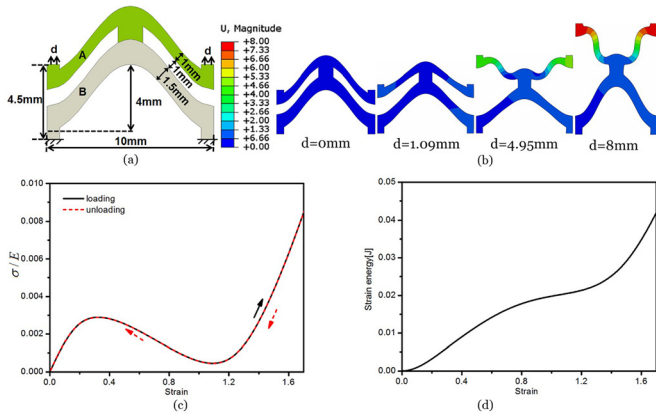 d
d
A
B
1mm
1mm
1.5mm
4.5mm
4mm
10mm
(a)
U, Magnitude
+8.00
+7.33
+6.66
+6.00
+5.33
+4.66
+4.00
+3.33
+2.66
+2.00
+1.33
+6.66
+0.00
d=0mm
d=1.09mm
d=4.95mm
d=8mm
(b)
σ/E
0.010
0.008
0.006
0.004
0.002
0.000
loading
unloading
0.0
0.4
0.8
1.2
1.6
Strain
(c)
Strain energy[J]
0.05
0.04
0.03
0.02
0.01
0.00
0.0
0.4
0.8
1.2
1.6
Strain
(d)